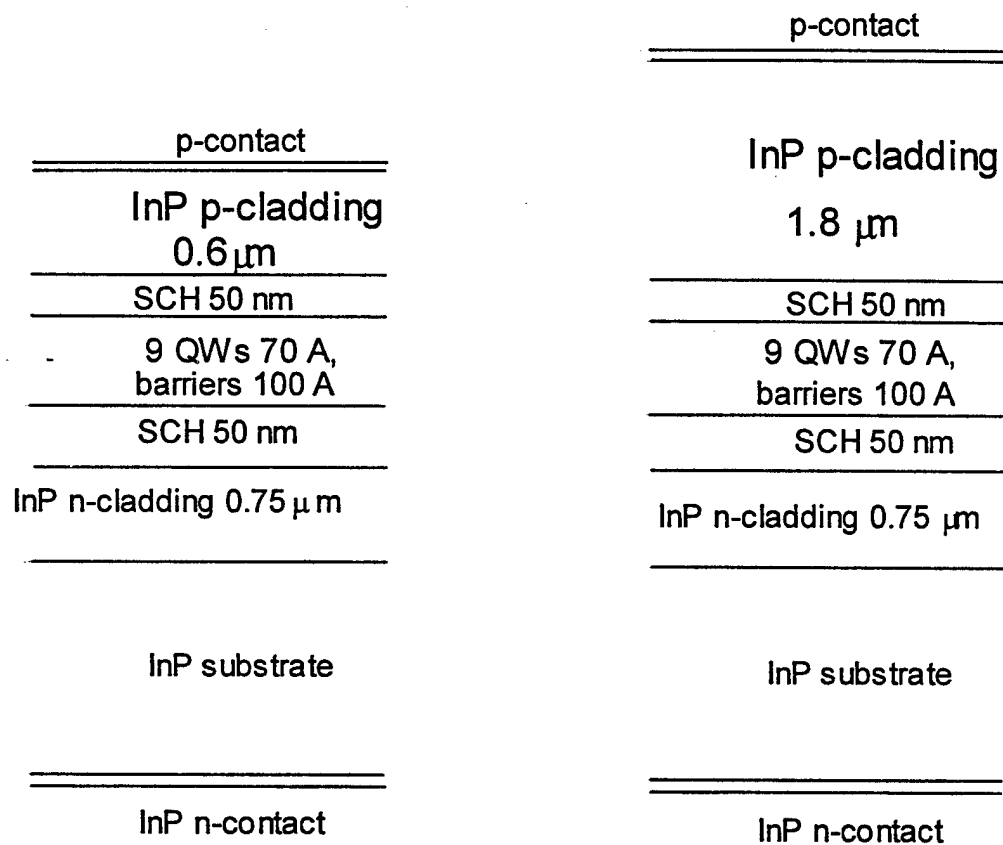 p-contact
InP p-cladding
0.6 μm
SCH 50 nm
9 QWs 70 A,
barriers 100 A
SCH 50 nm
InP n-cladding 0.75 μm
InP substrate
InP n-contact
p-contact
InP p-cladding
1.8 μm
SCH 50 nm
9 QWs 70 A,
barriers 100 A
SCH 50 nm
InP n-cladding 0.75 μm
InP substrate
InP n-contact